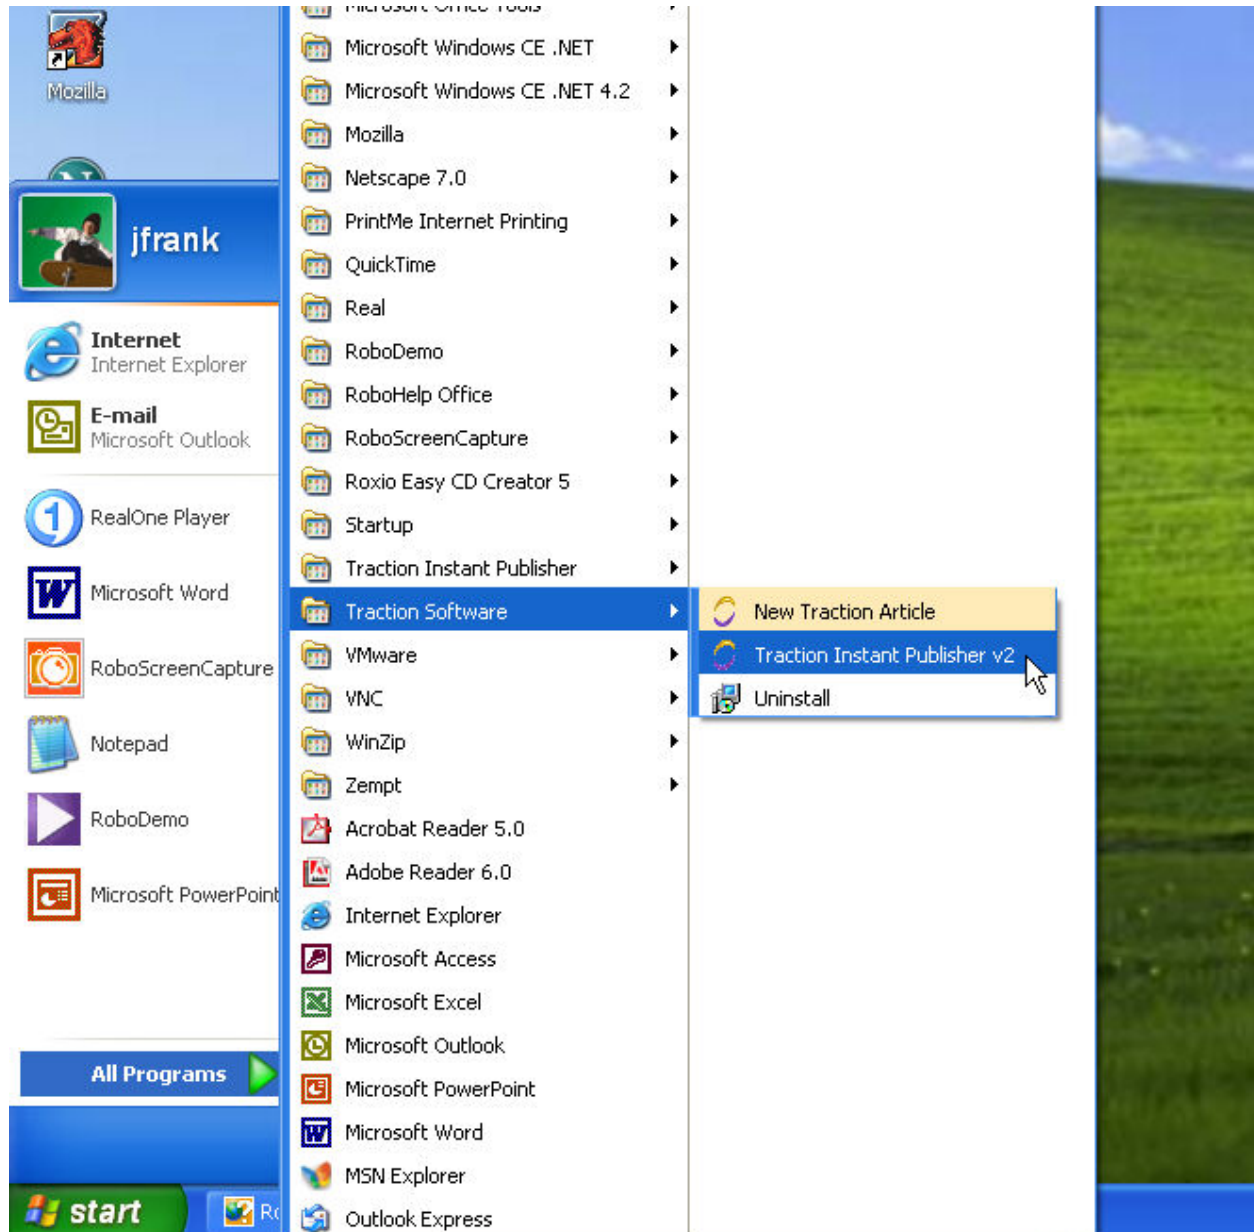 Mozilla
jfrank
Internet
Internet Explorer
E-mail
Microsoft Outlook
RealOne Player
Microsoft Word
RoboScreenCapture
Notepad
RoboDemo
Microsoft PowerPoint
All Programs
start
Microsoft Office Tools
Microsoft Windows CE .NET
Microsoft Windows CE .NET 4.2
Mozilla
Netscape 7.0
PrintMe Internet Printing
QuickTime
Real
RoboDemo
RoboHelp Office
RoboScreenCapture
Roxio Easy CD Creator 5
Startup
Traction Instant Publisher
Traction Software
VMware
VNC
WinZip
Zempt
Acrobat Reader 5.0
Adobe Reader 6.0
Internet Explorer
Microsoft Access
Microsoft Excel
Microsoft Outlook
Microsoft PowerPoint
Microsoft Word
MSN Explorer
Outlook Express
New Traction Article
Traction Instant Publisher v2
Uninstall